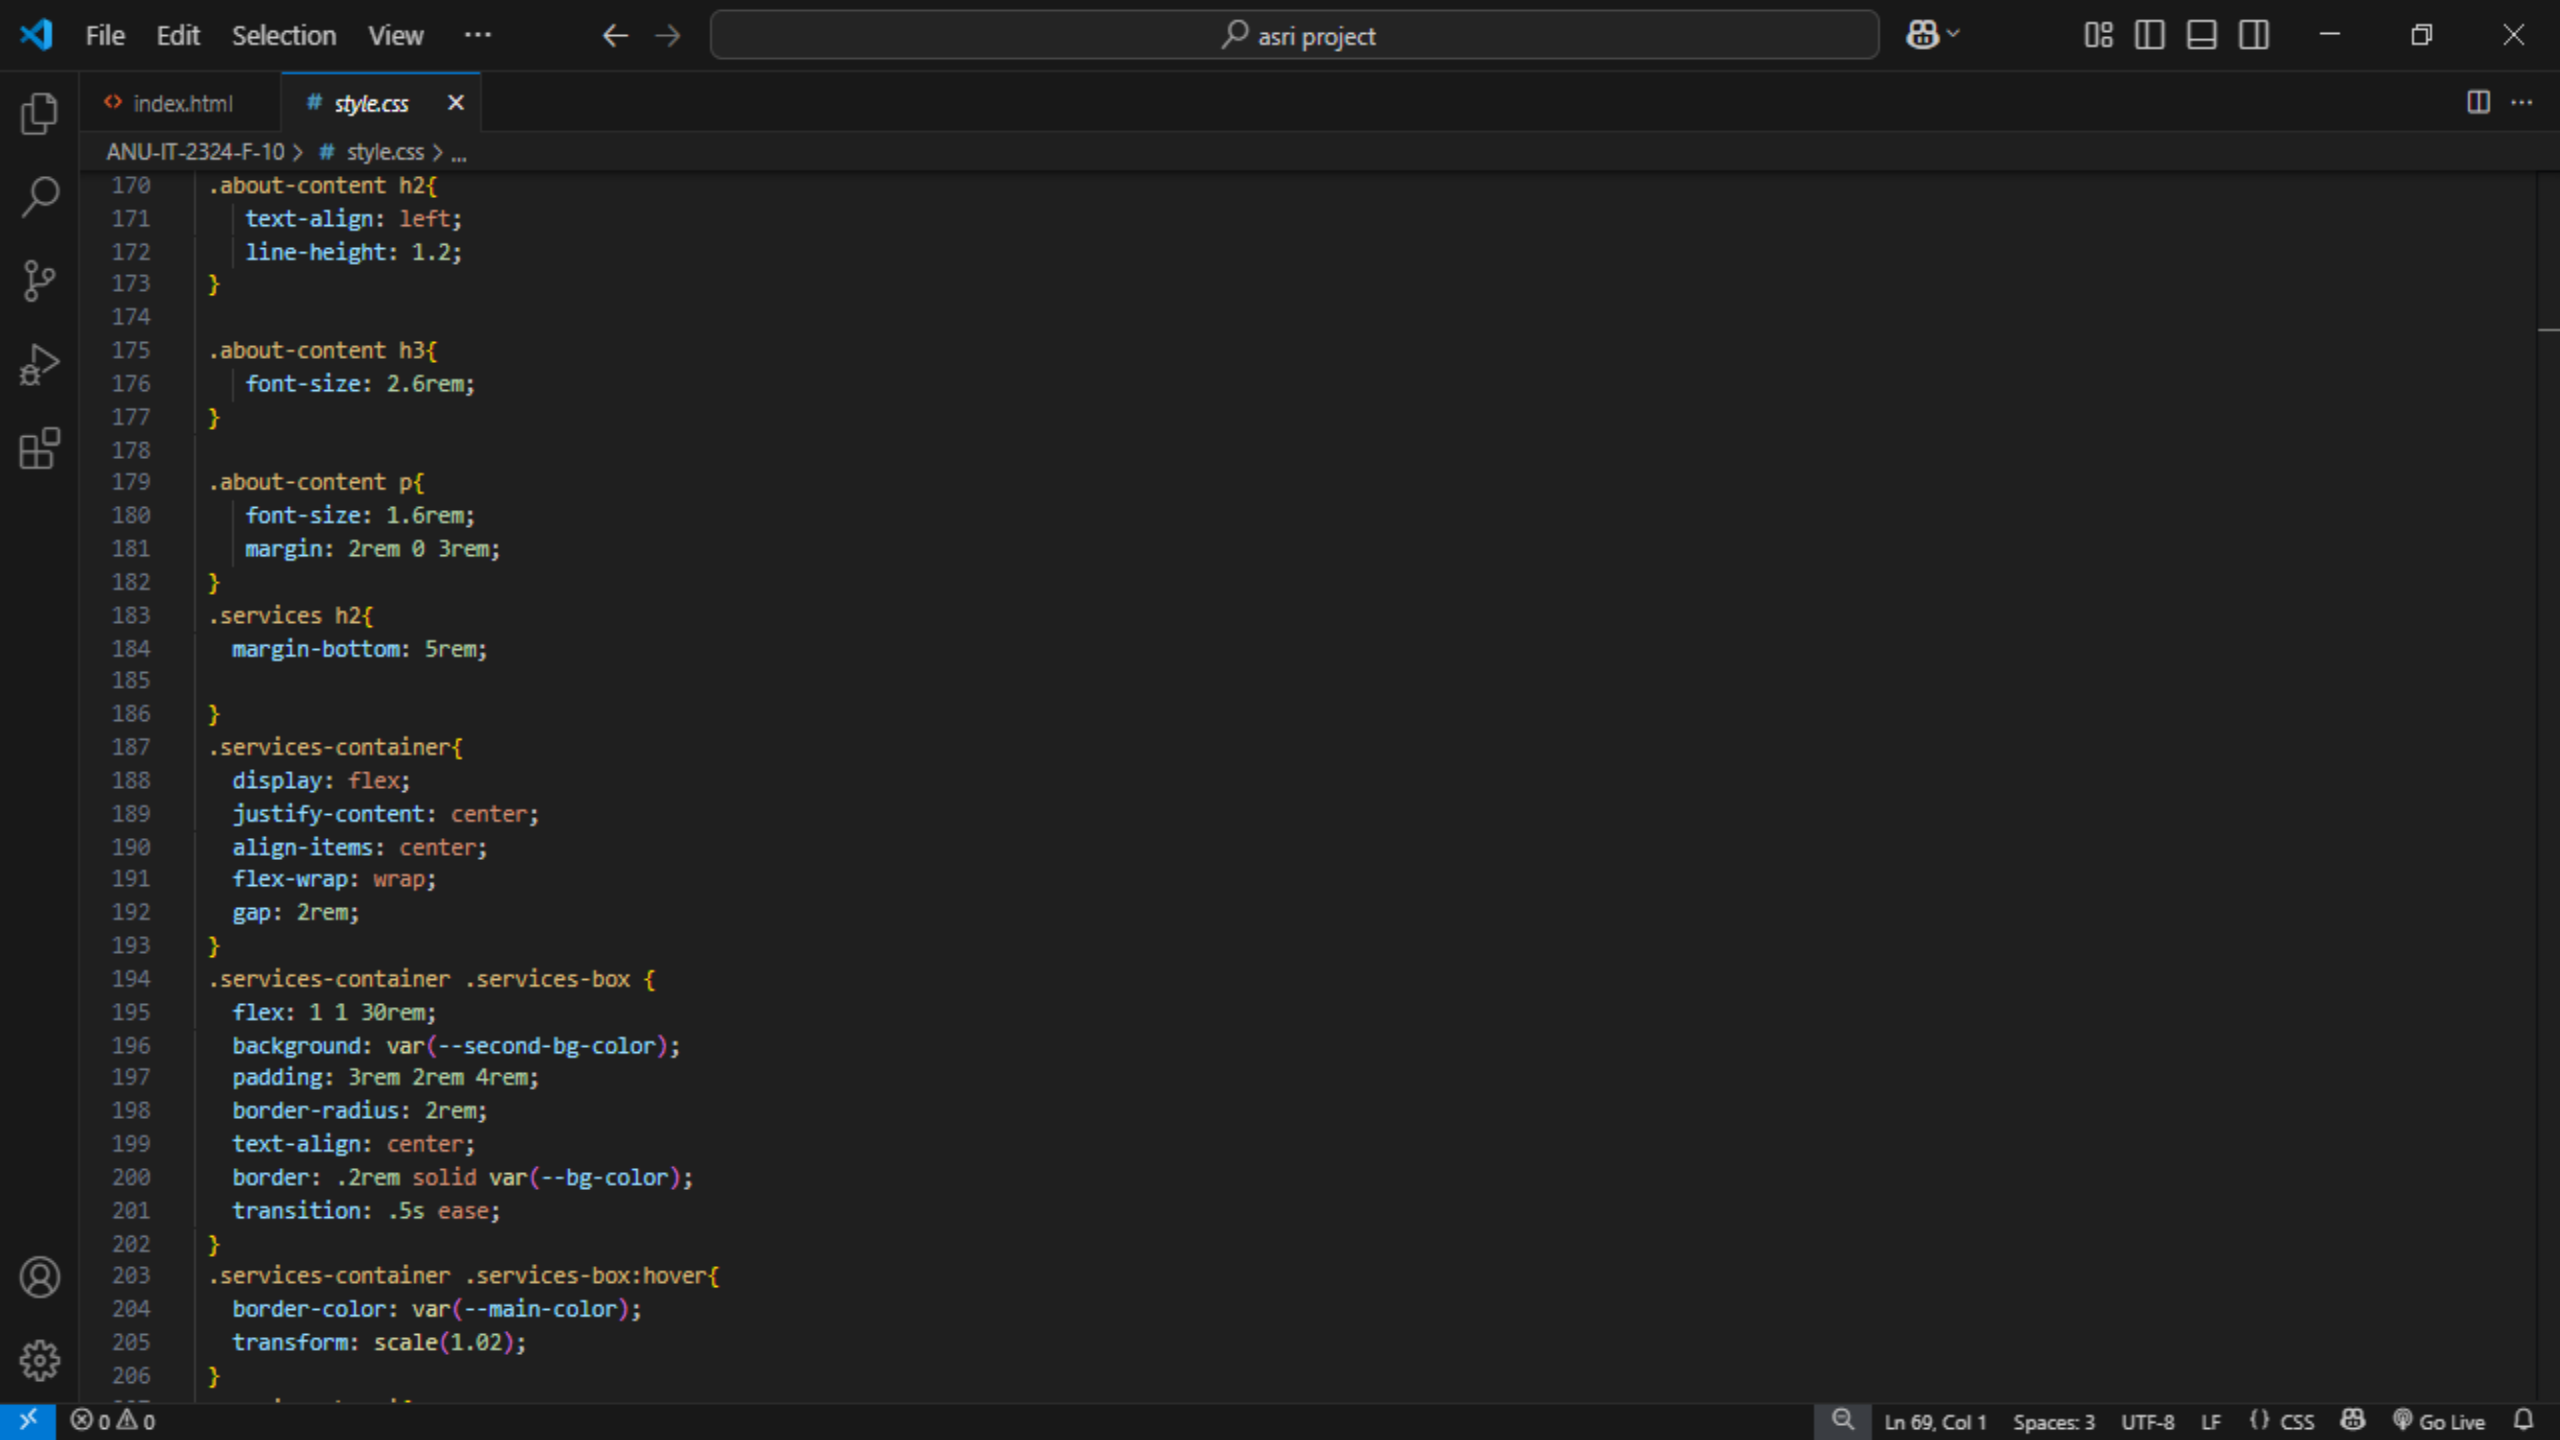 File Edit Selection View ··· asri project
index.html # style.css
ANU-IT-2324-F-10 > # style.css > ...
170 .about-content h2{
171 text-align: left;
172 line-height: 1.2;
173 }
174
175 .about-content h3{
176 font-size: 2.6rem;
177 }
178
179 .about-content p{
180 font-size: 1.6rem;
181 margin: 2rem 0 3rem;
182 }
183 .services h2{
184 margin-bottom: 5rem;
185
186 }
187 .services-container{
188 display: flex;
189 justify-content: center;
190 align-items: center;
191 flex-wrap: wrap;
192 gap: 2rem;
193 }
194 .services-container .services-box {
195 flex: 1 1 30rem;
196 background: var(--second-bg-color);
197 padding: 3rem 2rem 4rem;
198 border-radius: 2rem;
199 text-align: center;
200 border: .2rem solid var(--bg-color);
201 transition: .5s ease;
202 }
203 .services-container .services-box:hover{
204 border-color: var(--main-color);
205 transform: scale(1.02);
206 }
0 0 Ln 69, Col 1 Spaces: 3 UTF-8 LF {} CSS Go Live